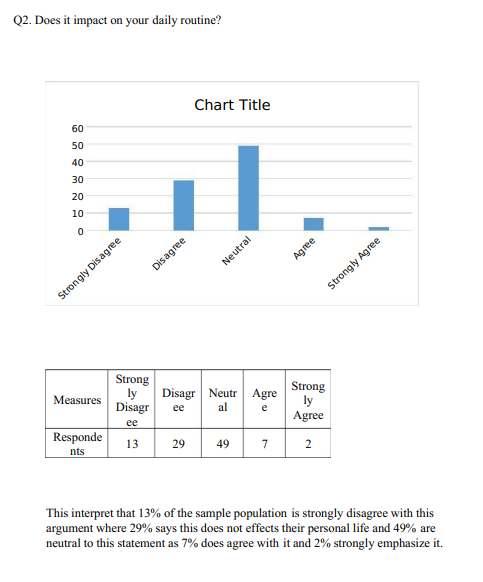 Q2. Does it impact on your daily routine?
Chart Title
60
50
40
30
20
10
0
Strongly Disagree
Disagree
Neutral
Agree
Strongly Agree
Measures
Strong
ly
Disagr
ee
Disagr
ee
Neutr
al
Agre
e
Strong
ly
Agree
Responde
nts
13
29
49
7
2
This interpret that 13% of the sample population is strongly disagree with this
argument where 29% says this does not effects their personal life and 49% are
neutral to this statement as 7% does agree with it and 2% strongly emphasize it.